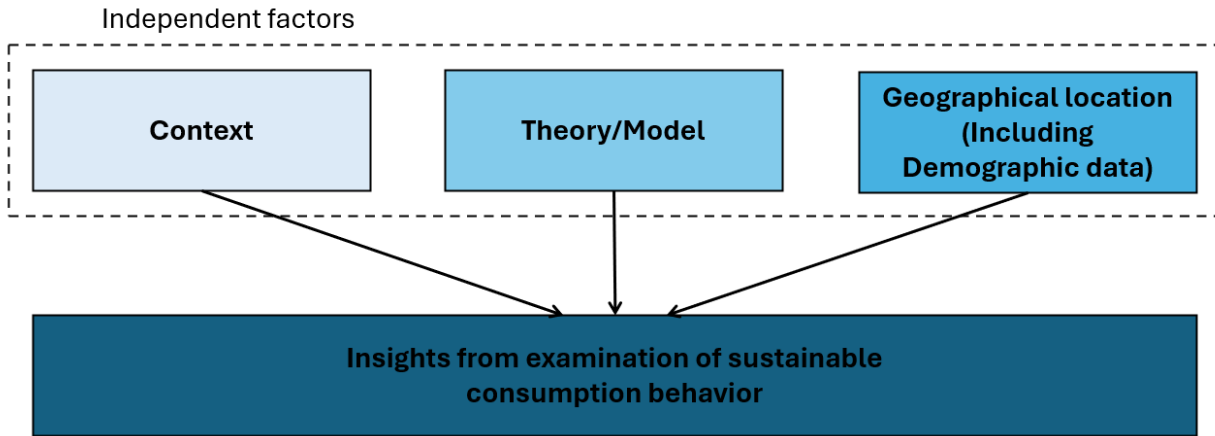 Independent factors
Context
Theory/Model
Geographical location
(Including
Demographic data)
Insights from examination of sustainable
consumption behavior